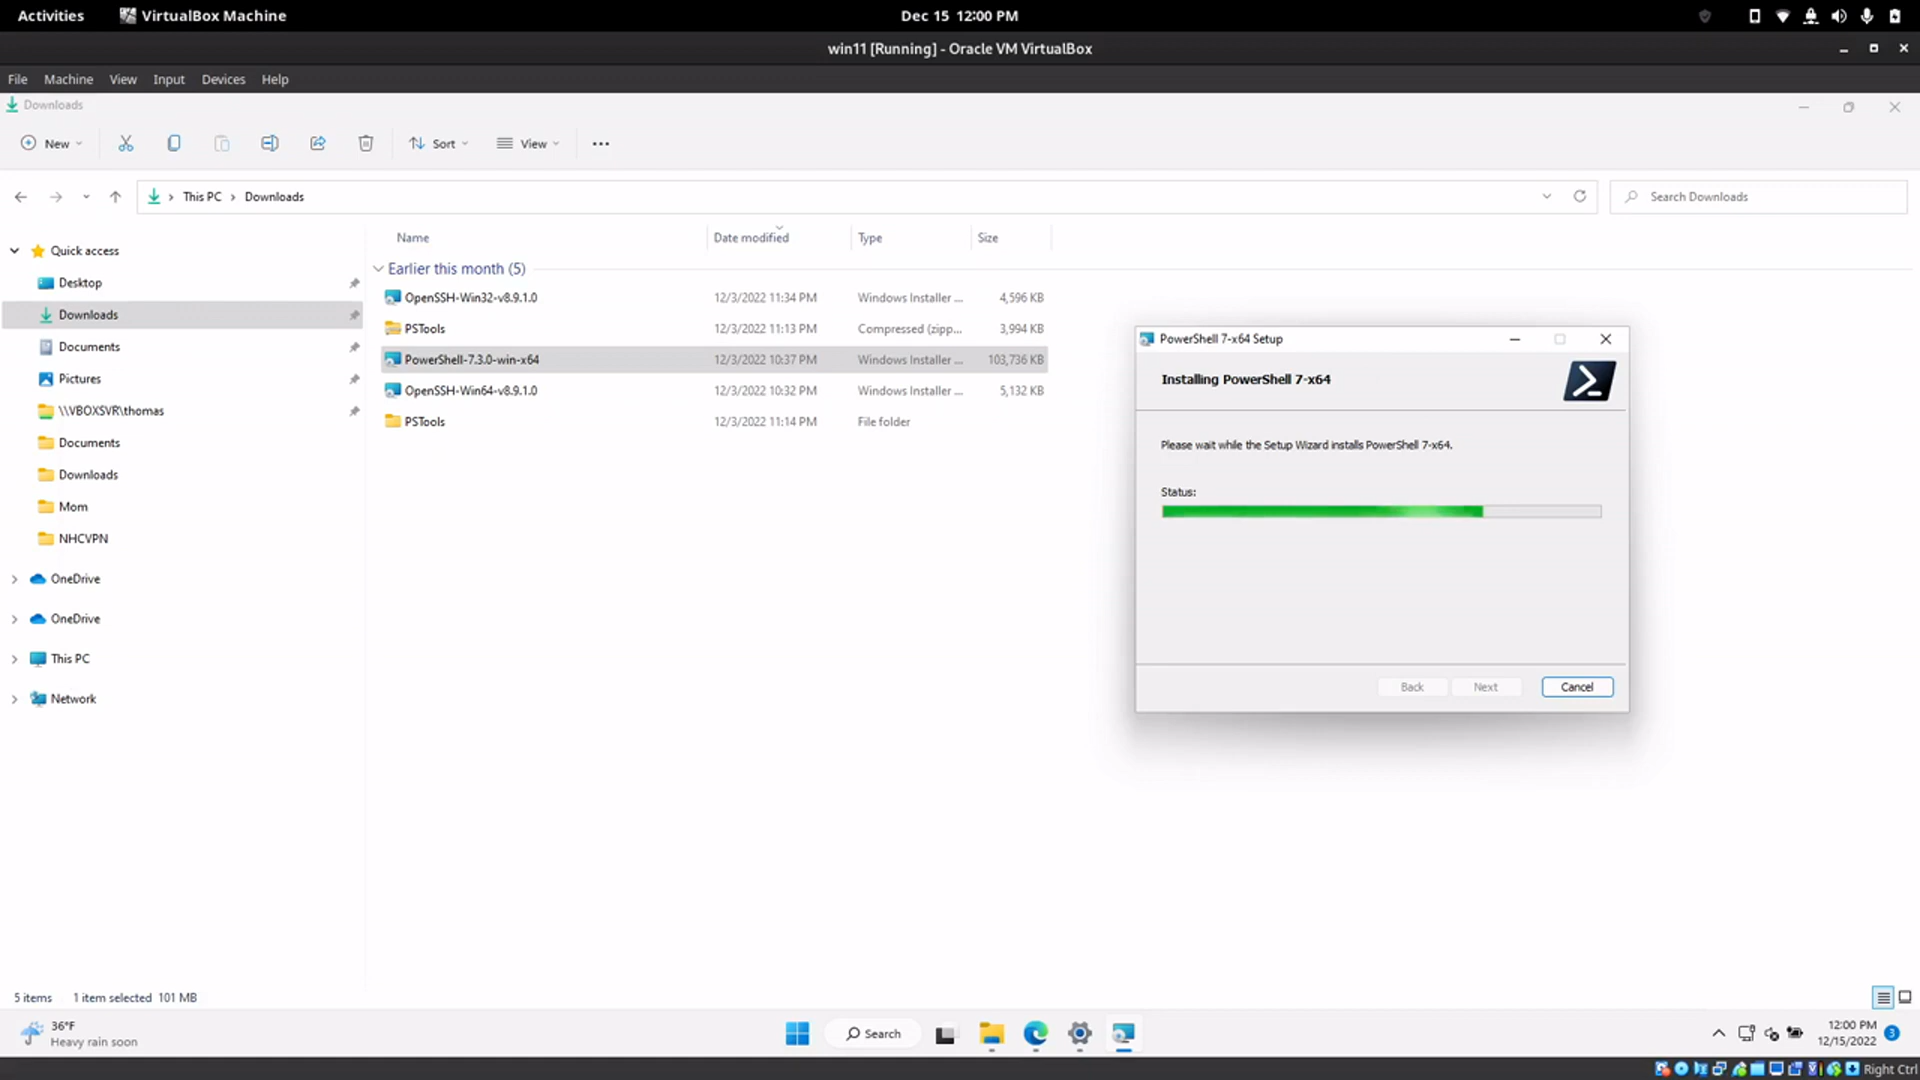 Activities
VirtualBox Machine
Dec 15 12:00 PM
win11 [Running] - Oracle VM VirtualBox
File Machine View Input Devices Help
Downloads
New
Sort
View
This PC
Downloads
Search Downloads
Name
Date modified
Type
Size
Quick access
Desktop
Downloads
Documents
Pictures
\\VBOXSVR\thomas
Documents
Downloads
Mom
NHCVPN
OneDrive
OneDrive
This PC
Network
Earlier this month (5)
OpenSSH-Win32-v8.9.1.0 12/3/2022 11:34 PM Windows Installer ... 4,596 KB
PSTools 12/3/2022 11:13 PM Compressed (zipp... 3,994 KB
PowerShell-7.3.0-win-x64 12/3/2022 10:37 PM Windows Installer ... 103,736 KB
OpenSSH-Win64-v8.9.1.0 12/3/2022 10:32 PM Windows Installer ... 5,132 KB
PSTools 12/3/2022 11:14 PM File folder
PowerShell 7-x64 Setup
Installing PowerShell 7-x64
Please wait while the Setup Wizard installs PowerShell 7-x64.
Status:
Back
Next
Cancel
5 items 1 item selected 101 MB
36°F
Heavy rain soon
Search
12:00 PM
12/15/2022
3
Right Ctrl